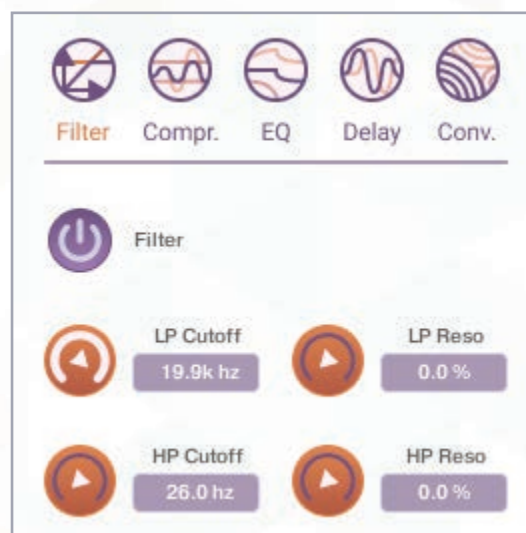 Filter Compr. EQ Delay Conv.
Filter
LP Cutoff LP Reso
19.9k hz 0.0 %
HP Cutoff HP Reso
26.0 hz 0.0 %